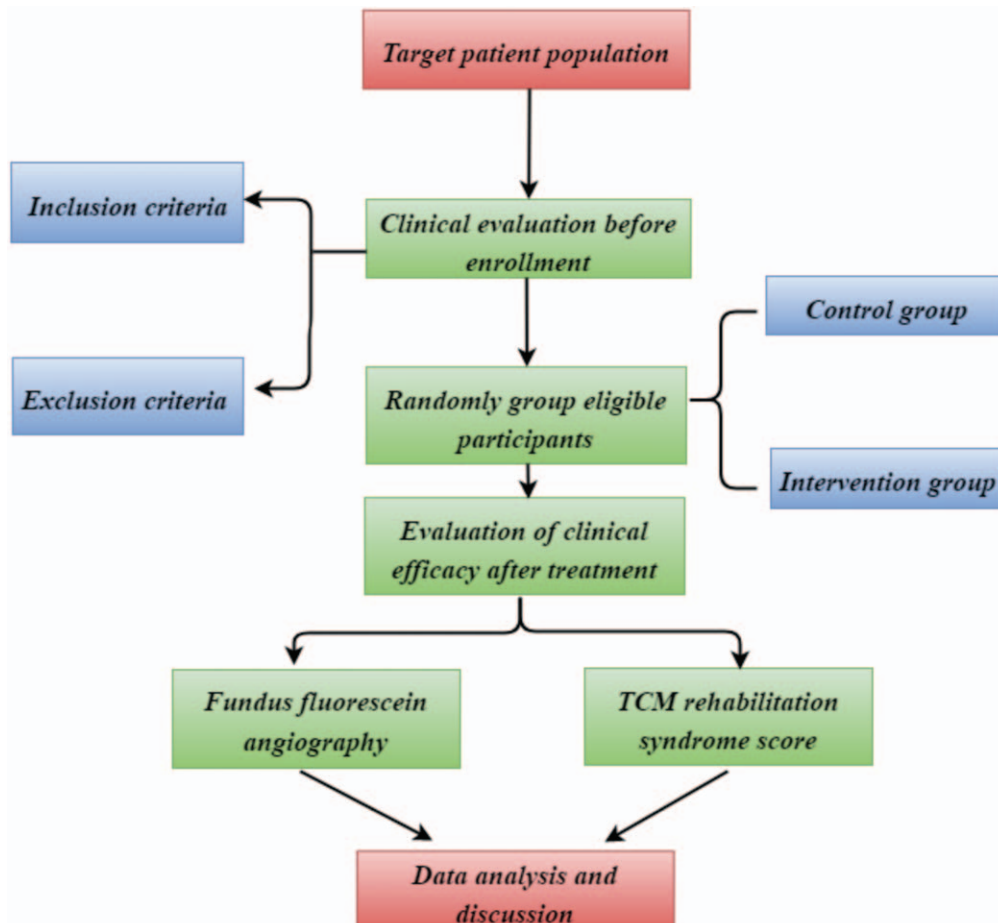 Target patient population
Inclusion criteria
Clinical evaluation before
enrollment
Control group
Exclusion criteria
Randomly group eligible
participants
Intervention group
Evaluation of clinical
efficacy after treatment
Fundus fluorescein
angiography
TCM rehabilitation
syndrome score
Data analysis and
discussion